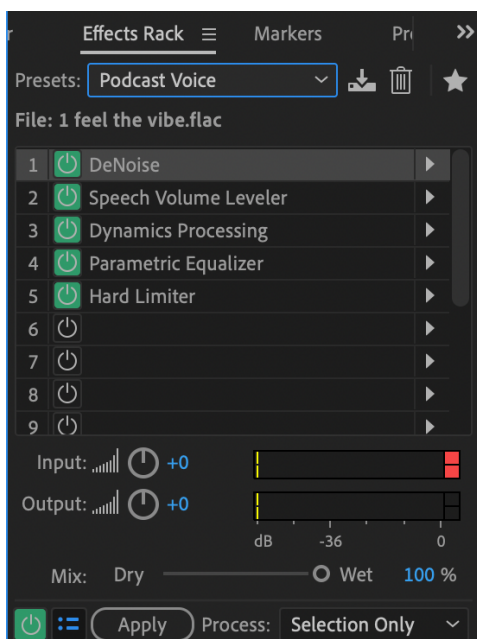 r Effects Rack Markers Pr
Presets: Podcast Voice
File: 1 feel the vibe.flac
1 DeNoise
2 Speech Volume Leveler
3 Dynamics Processing
4 Parametric Equalizer
5 Hard Limiter
6
7
8
9
Input: +0
Output: +0
dB -36 0
Mix: Dry Wet 100 %
Apply Process: Selection Only